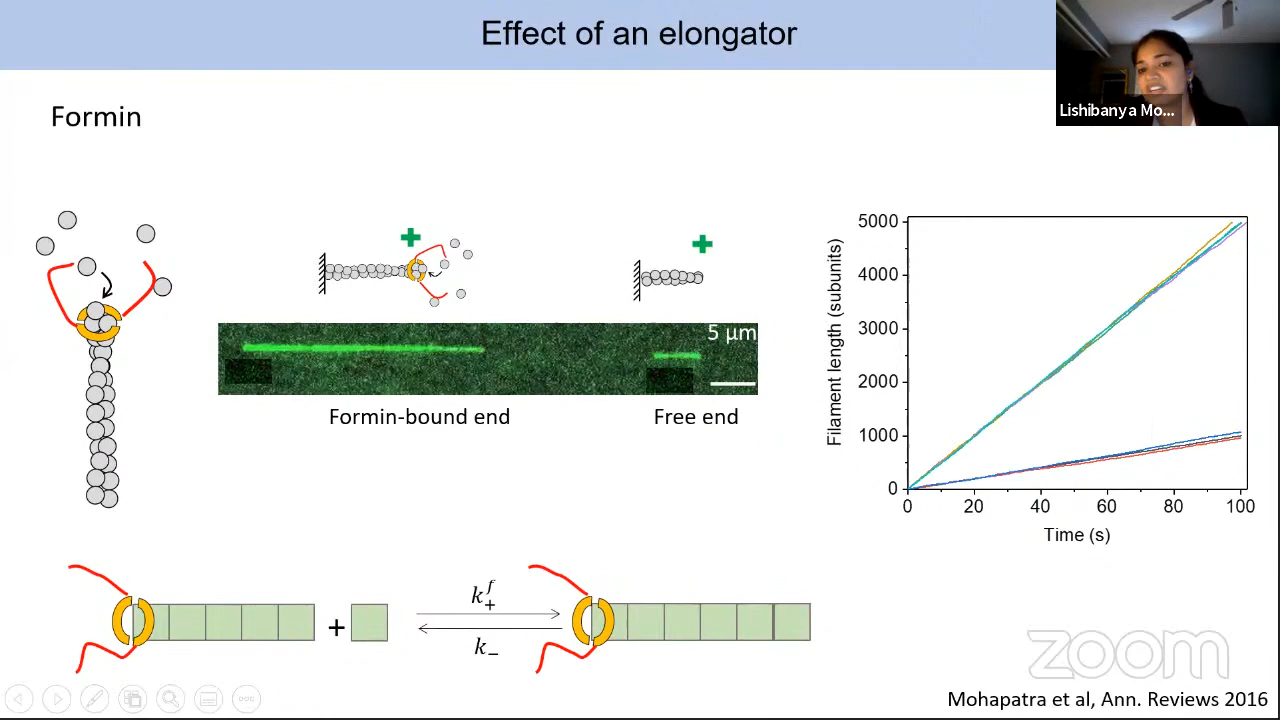 Effect of an elongator
Lishibanya Mo...
Formin
5 μm
Formin-bound end
Free end
Filament length (subunits)
5000
4000
3000
2000
1000
0
0 20 40 60 80 100
Time (s)
+
k₊ᶠ
k₋
zoom
Mohapatra et al, Ann. Reviews 2016